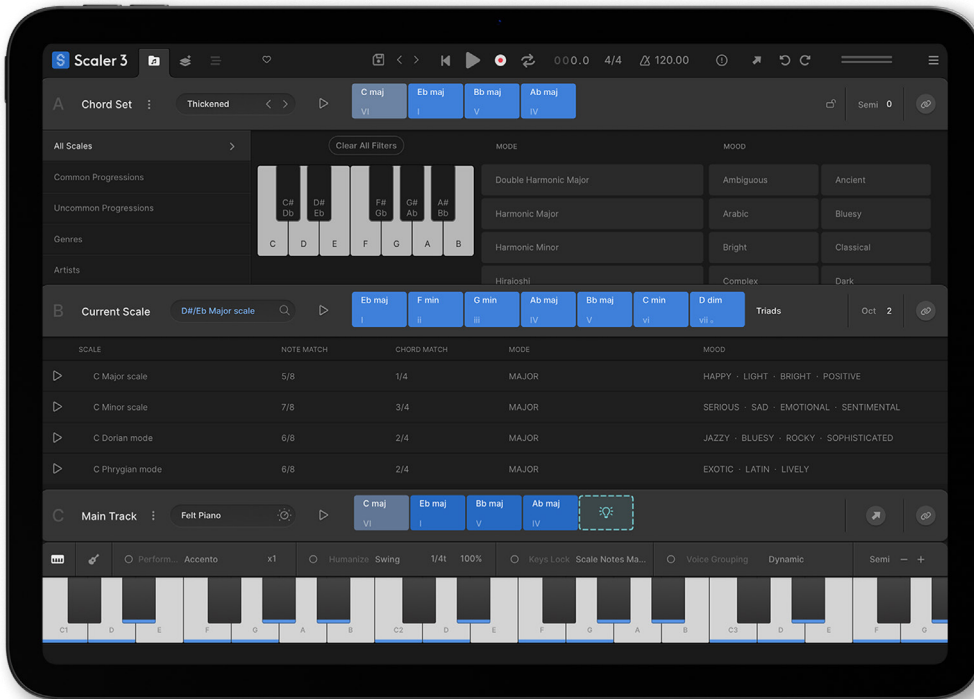 S Scaler 3 000.0 4/4 120.00
A Chord Set Thickened C maj Eb maj Bb maj Ab maj Semi 0
VI I V IV
All Scales Clear All Filters MODE MOOD
Common Progressions Double Harmonic Major Ambiguous Ancient
Uncommon Progressions C# D# F# G# A# Harmonic Major Arabic Bluesy
Db Eb Gb Ab Bb
Genres C D E F G A B Harmonic Minor Bright Classical
Artists Hirajoshi Complex Dark
B Current Scale D#/Eb Major scale Eb maj F min G min Ab maj Bb maj C min D dim Triads Oct 2
I ii iii IV V vi vii o
SCALE NOTE MATCH CHORD MATCH MODE MOOD
C Major scale 5/8 1/4 MAJOR HAPPY · LIGHT · BRIGHT · POSITIVE
C Minor scale 7/8 3/4 MAJOR SERIOUS · SAD · EMOTIONAL · SENTIMENTAL
C Dorian mode 6/8 2/4 MAJOR JAZZY · BLUESY · ROCKY · SOPHISTICATED
C Phrygian mode 6/8 2/4 MAJOR EXOTIC · LATIN · LIVELY
C Main Track Felt Piano C maj Eb maj Bb maj Ab maj
VI I V IV
Perform... Accento x1 Humanize Swing 1/4t 100% Keys Lock Scale Notes Ma... Voice Grouping Dynamic Semi − +
C1 D E F G A B C2 D E F G A B C3 D E F G